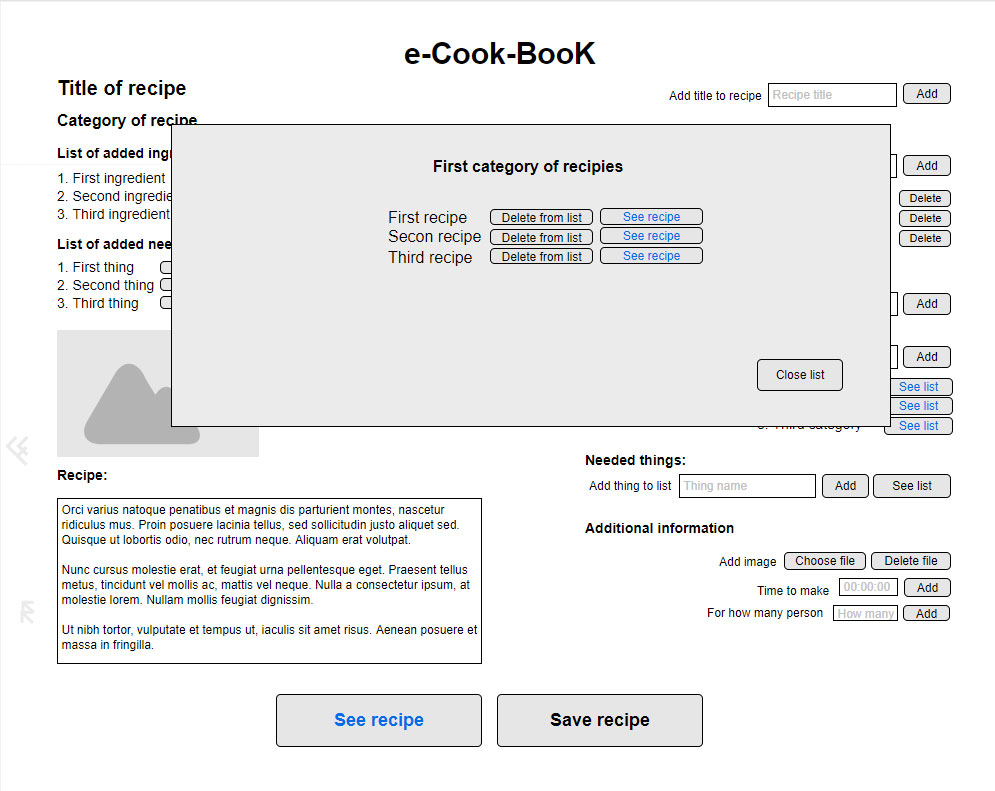 e-Cook-BooK
Title of recipe
Add title to recipe Recipe title Add
Category of recipe
List of added ingr
Add
1. First ingredient
2. Second ingredie
3. Third ingredient
Delete
Delete
Delete
List of added nee
1. First thing
2. Second thing
3. Third thing
Add
Add
See list
See list
3. Third category See list
First category of recipies
First recipe Delete from list See recipe
Secon recipe Delete from list See recipe
Third recipe Delete from list See recipe
Close list
Recipe:
Orci varius natoque penatibus et magnis dis parturient montes, nascetur
ridiculus mus. Proin posuere lacinia tellus, sed sollicitudin justo aliquet sed.
Quisque ut lobortis odio, nec rutrum neque. Aliquam erat volutpat.
Nunc cursus molestie erat, et feugiat urna pellentesque eget. Praesent tellus
metus, tincidunt vel mollis ac, mattis vel neque. Nulla a consectetur ipsum, at
molestie lorem. Nullam mollis feugiat dignissim.
Ut nibh tortor, vulputate et tempus ut, iaculis sit amet risus. Aenean posuere et
massa in fringilla.
Needed things:
Add thing to list Thing name Add See list
Additional information
Add image Choose file Delete file
Time to make 00:00:00 Add
For how many person How many Add
See recipe Save recipe